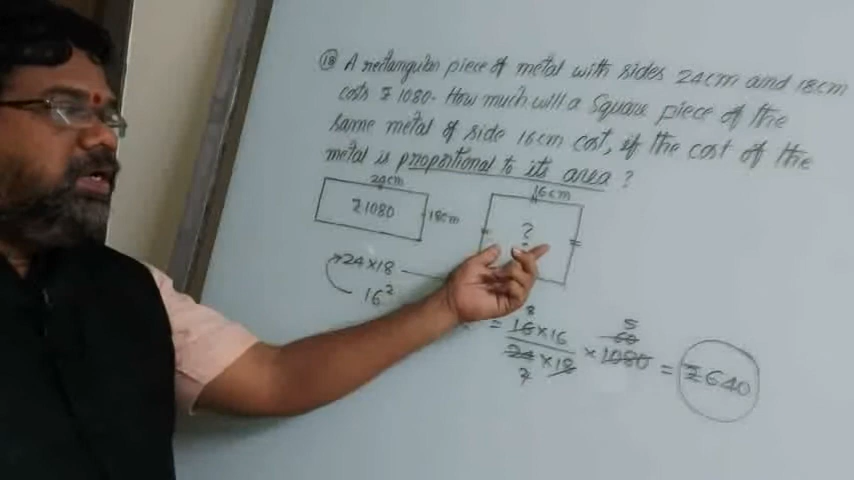 18 A rectangular piece of metal with sides 24cm and 18cm
costs ₹1080. How much will a Square piece of the
same metal of side 16cm cost, if the cost of the
metal is proportional to its area?
24cm
16cm
₹1080
18cm
?
24×18
16²
8
5
= 16×16
60
24×18
× 1080
= ₹640